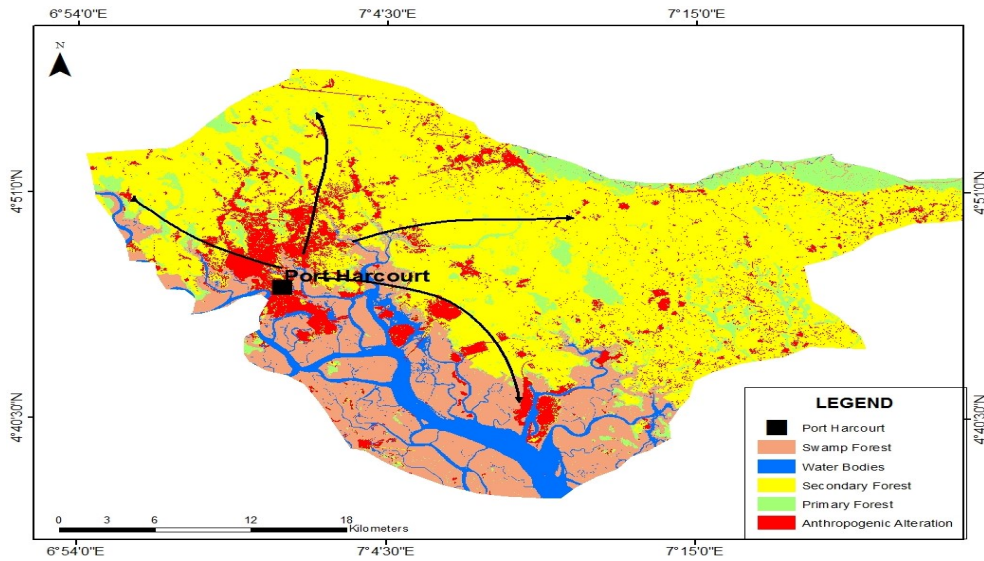 6°54'0"E 7°4'30"E 7°15'0"E
N
4°51'0"N 4°51'0"N
Port Harcourt
4°40'30"N 4°40'30"N
LEGEND
Port Harcourt
Swamp Forest
Water Bodies
Secondary Forest
Primary Forest
Anthropogenic Alteration
0 3 6 12 18
Kilometers
6°54'0"E 7°4'30"E 7°15'0"E